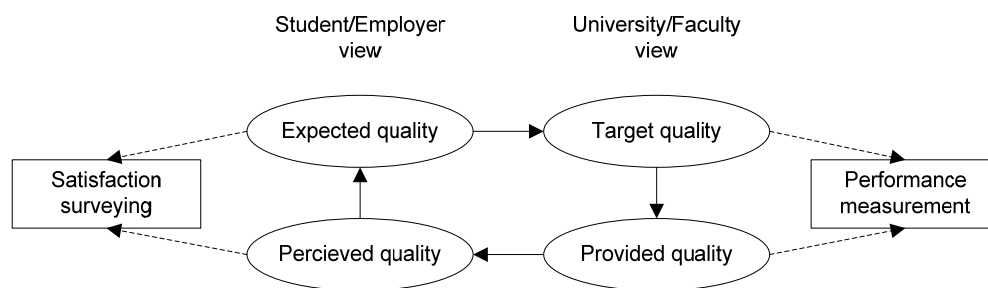 Student/Employer
view
University/Faculty
view
Expected quality
Target quality
Satisfaction
surveying
Performance
measurement
Percieved quality
Provided quality